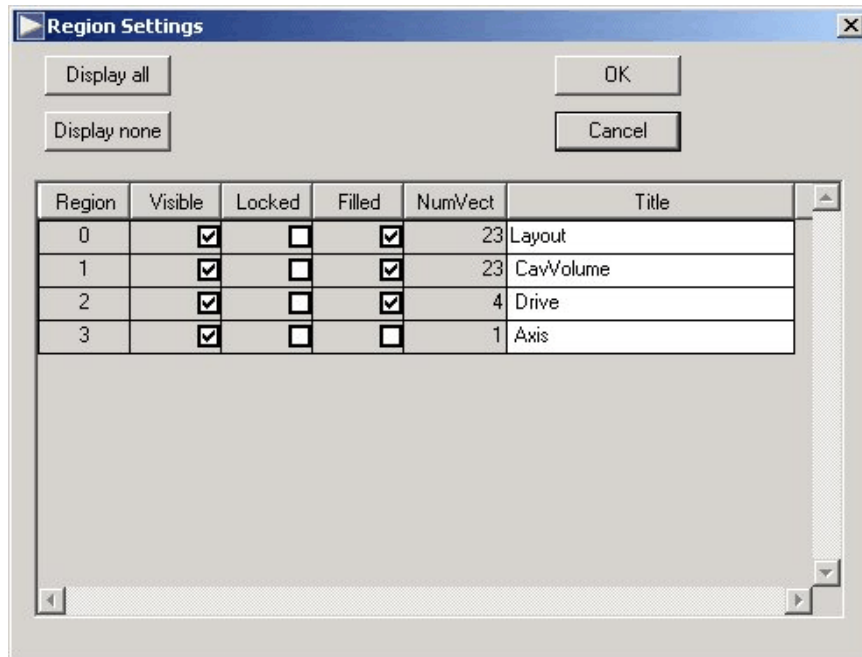 Region Settings
Display all
OK
Display none
Cancel
Region Visible Locked Filled NumVect Title
0 23 Layout
1 23 CavVolume
2 4 Drive
3 1 Axis